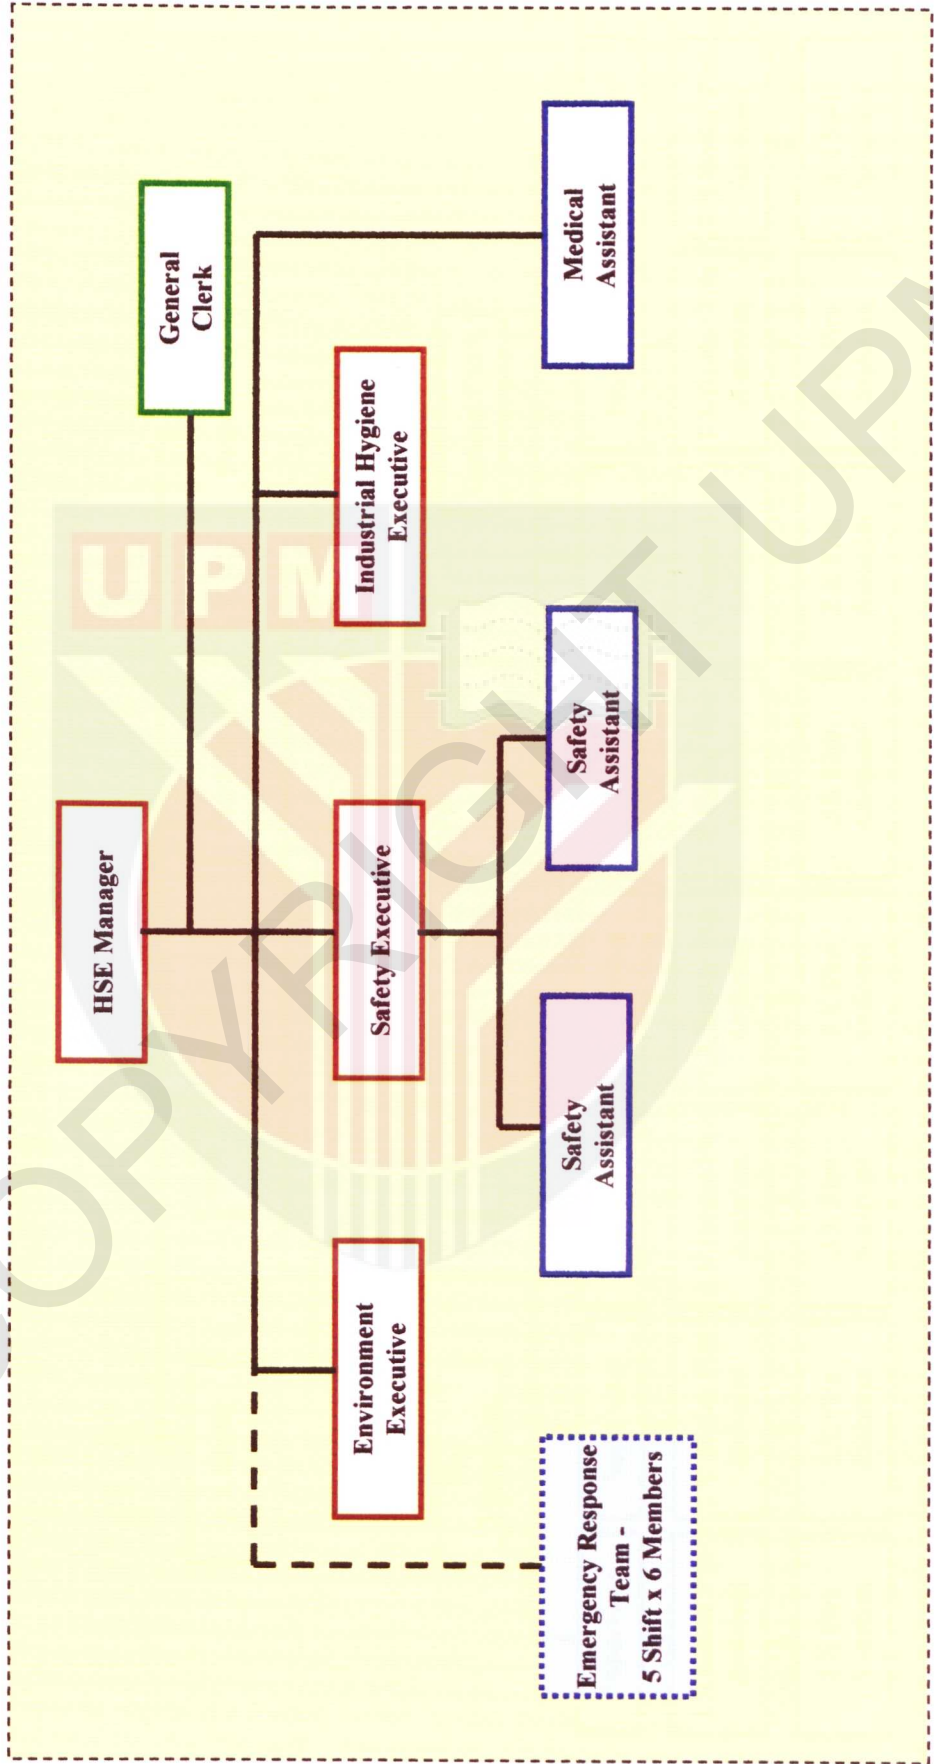 HSE Manager
General
Clerk
Environment
Executive
Safety Executive
Industrial Hygiene
Executive
Emergency Response
Team -
5 Shift x 6 Members
Safety
Assistant
Safety
Assistant
Medical
Assistant
UPM
COPYRIGHT UPM